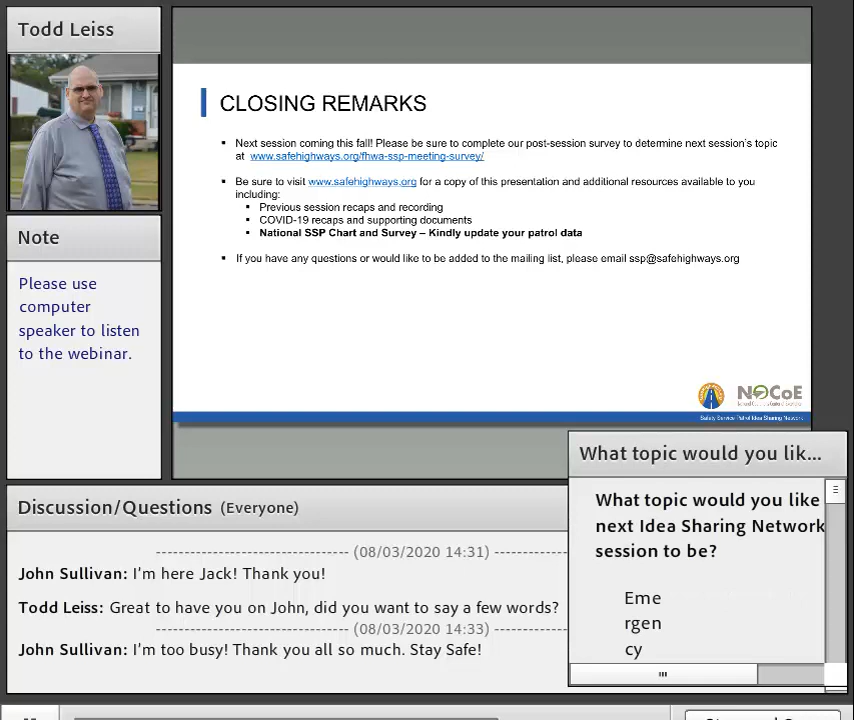 Todd Leiss
CLOSING REMARKS
▪ Next session coming this fall! Please be sure to complete our post-session survey to determine next session's topic
at www.safehighways.org/fhwa-ssp-meeting-survey/
▪ Be sure to visit www.safehighways.org for a copy of this presentation and additional resources available to you
including:
▪ Previous session recaps and recording
▪ COVID-19 recaps and supporting documents
▪ National SSP Chart and Survey – Kindly update your patrol data
▪ If you have any questions or would like to be added to the mailing list, please email ssp@safehighways.org
NOCoE
Safety Service Patrol Idea Sharing Network
Note
Please use
computer
speaker to listen
to the webinar.
Discussion/Questions (Everyone)
------------------------------- (08/03/2020 14:31) ------------
John Sullivan: I'm here Jack! Thank you!
Todd Leiss: Great to have you on John, did you want to say a few words?
------------------------------- (08/03/2020 14:33) ------------
John Sullivan: I'm too busy! Thank you all so much. Stay Safe!
What topic would you lik...
What topic would you like
next Idea Sharing Network
session to be?
Eme
rgen
cy